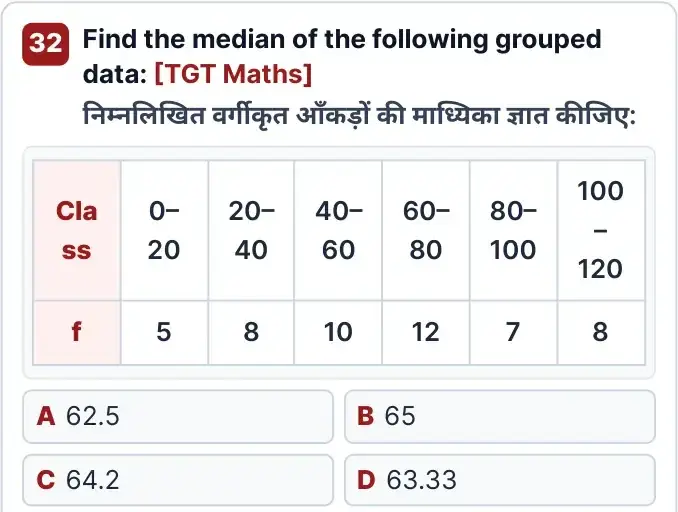 32 Find the median of the following grouped
data: [TGT Maths]
निम्नलिखित वर्गीकृत आँकड़ों की माध्यिका ज्ञात कीजिए:
Cla
ss
0–
20
20–
40
40–
60
60–
80
80–
100
100
–
120
f 5 8 10 12 7 8
A 62.5
B 65
C 64.2
D 63.33